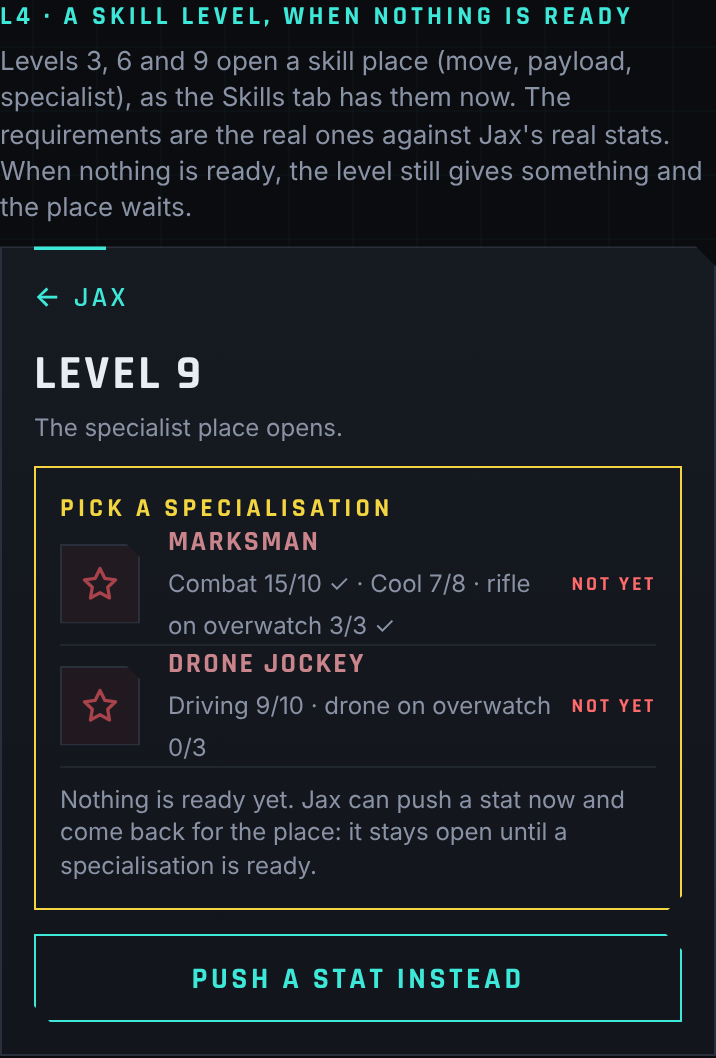 L4 · A SKILL LEVEL, WHEN NOTHING IS READY
Levels 3, 6 and 9 open a skill place (move, payload,
specialist), as the Skills tab has them now. The
requirements are the real ones against Jax's real stats.
When nothing is ready, the level still gives something and
the place waits.
← JAX
LEVEL 9
The specialist place opens.
PICK A SPECIALISATION
MARKSMAN
Combat 15/10 ✓ · Cool 7/8 · rifle
on overwatch 3/3 ✓
NOT YET
DRONE JOCKEY
Driving 9/10 · drone on overwatch
0/3
NOT YET
Nothing is ready yet. Jax can push a stat now and
come back for the place: it stays open until a
specialisation is ready.
PUSH A STAT INSTEAD